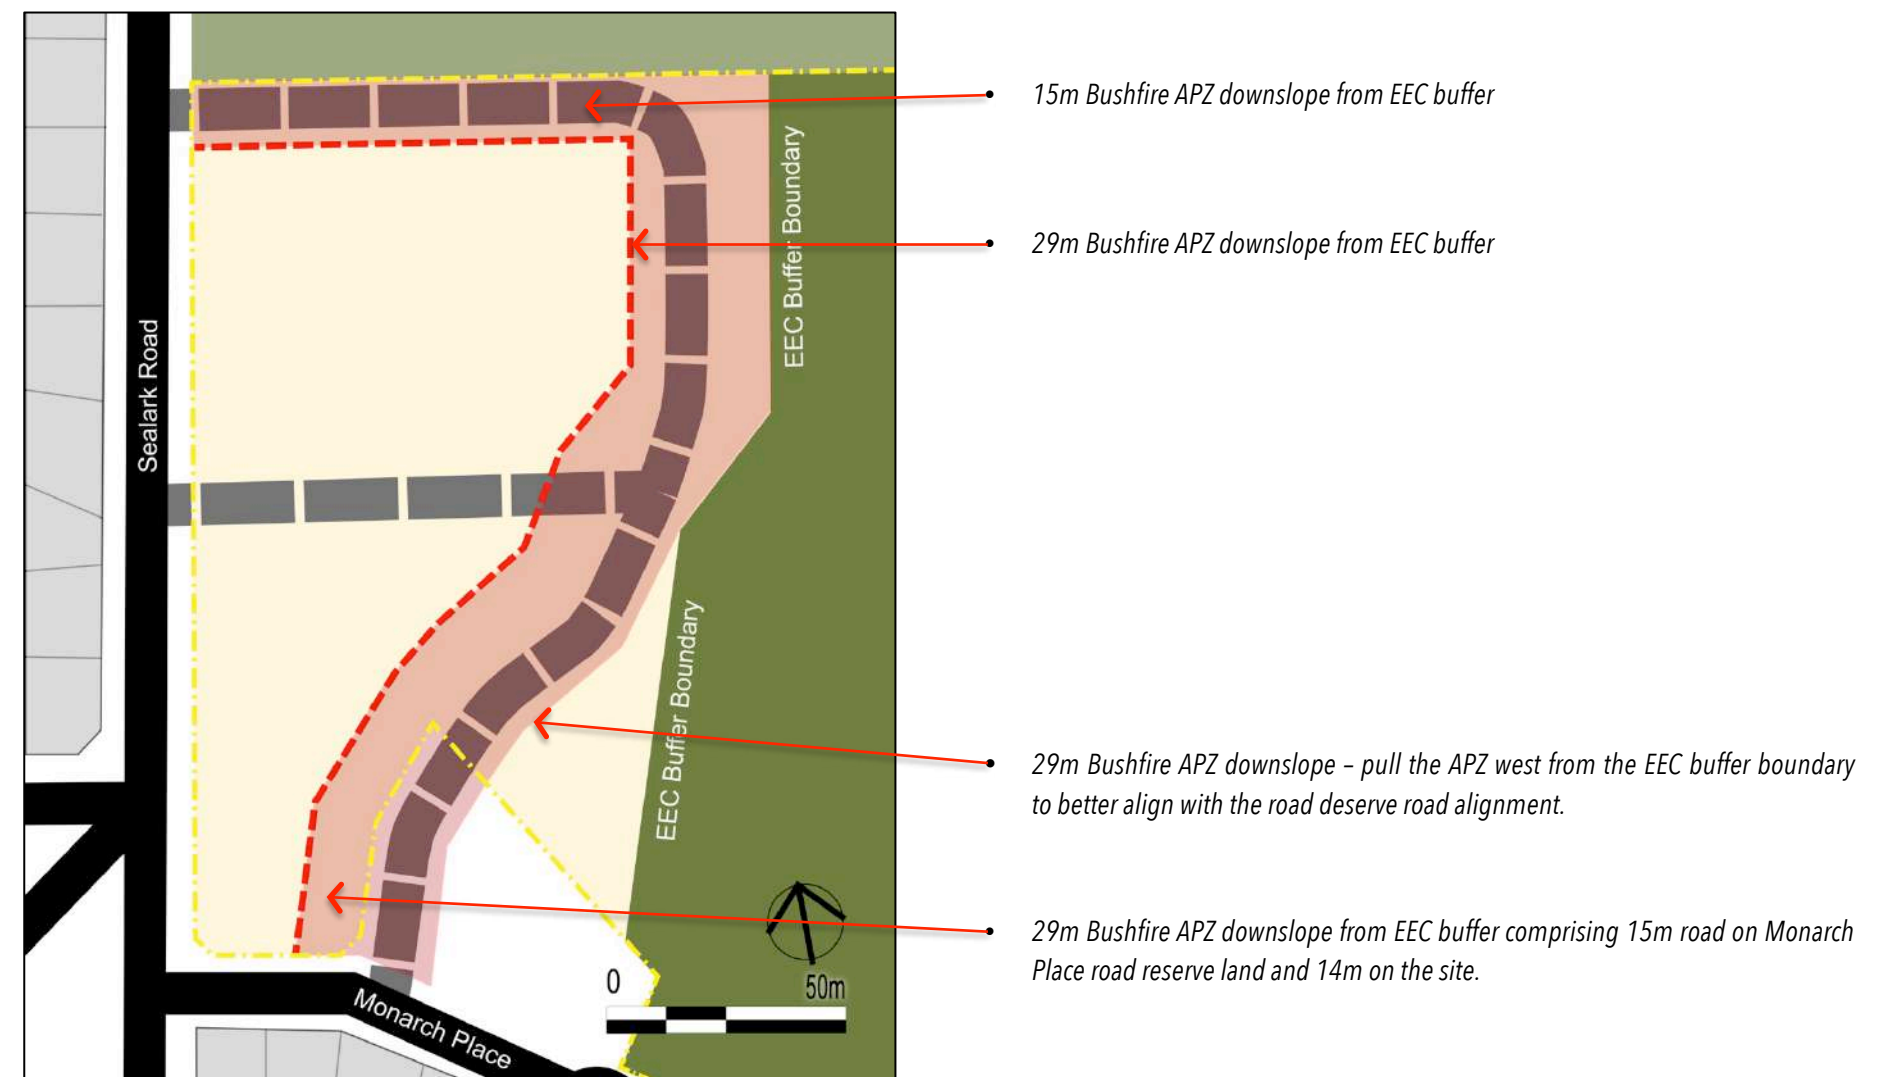 • 15m Bushfire APZ downslope from EEC buffer
• 29m Bushfire APZ downslope from EEC buffer
EEC Buffer Boundary
Sealark Road
EEC Buffer Boundary
• 29m Bushfire APZ downslope – pull the APZ west from the EEC buffer boundary
to better align with the road deserve road alignment.
• 29m Bushfire APZ downslope from EEC buffer comprising 15m road on Monarch
Place road reserve land and 14m on the site.
0 50m
Monarch Place